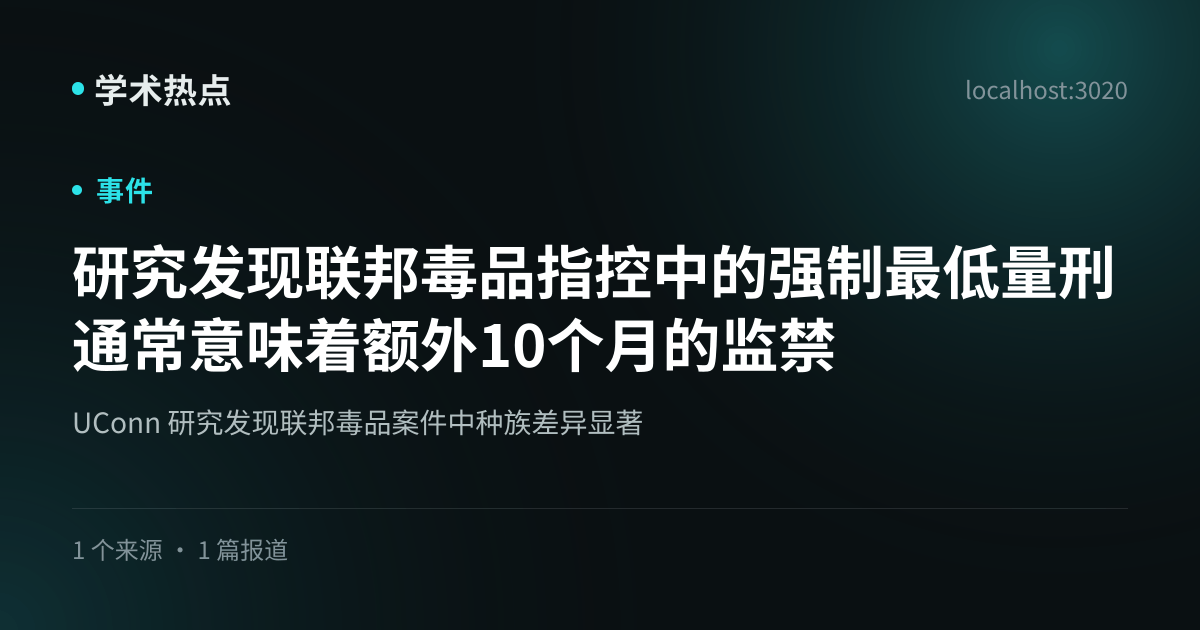 学术热点
localhost:3020
事件
研究发现联邦毒品指控中的强制最低量刑
通常意味着额外10个月的监禁
UConn 研究发现联邦毒品案件中种族差异显著
1 个来源 · 1 篇报道